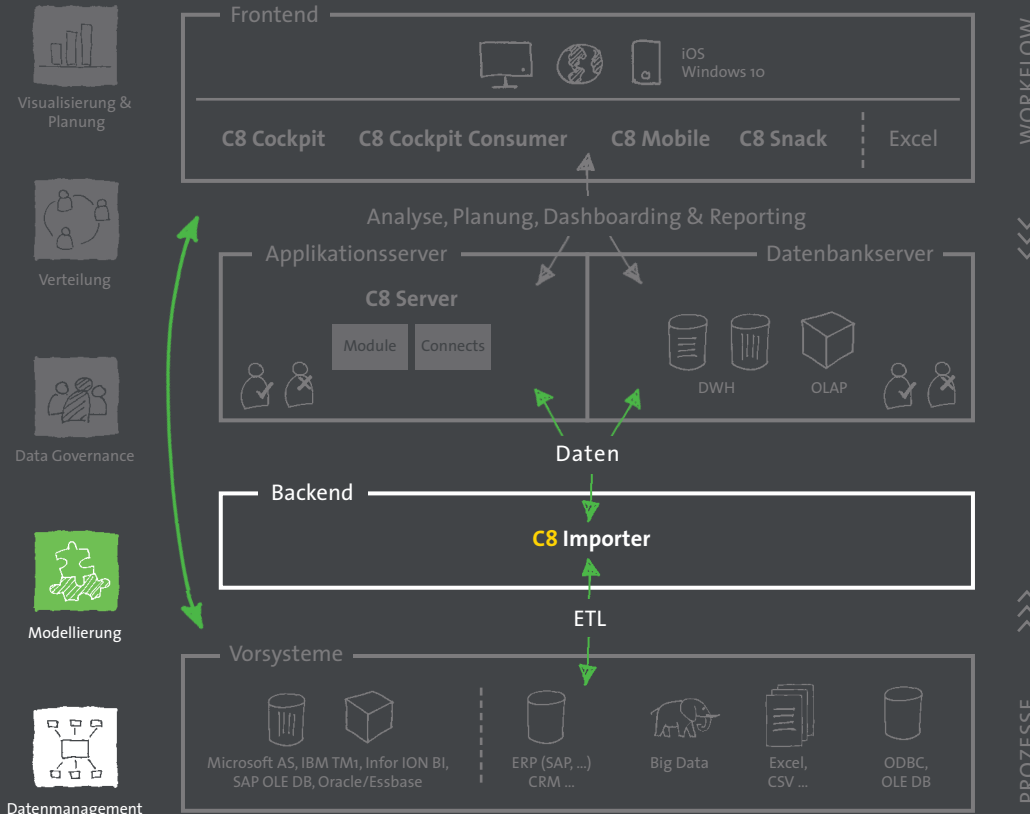 Frontend
iOS
Windows 10
C8 Cockpit C8 Cockpit Consumer C8 Mobile C8 Snack Excel
Visualisierung &
Planung
WORKFLOW
Analyse, Planung, Dashboarding & Reporting
Applikationsserver Datenbankserver
C8 Server
Module Connects
DWH OLAP
Verteilung
Data Governance
Daten
Backend
C8 Importer
Modellierung
ETL
Vorsysteme
Microsoft AS, IBM TM1, Infor ION BI,
SAP OLE DB, Oracle/Essbase
ERP (SAP, ...)
CRM ...
Big Data
Excel,
CSV ...
ODBC,
OLE DB
PROZESSE
Datenmanagement